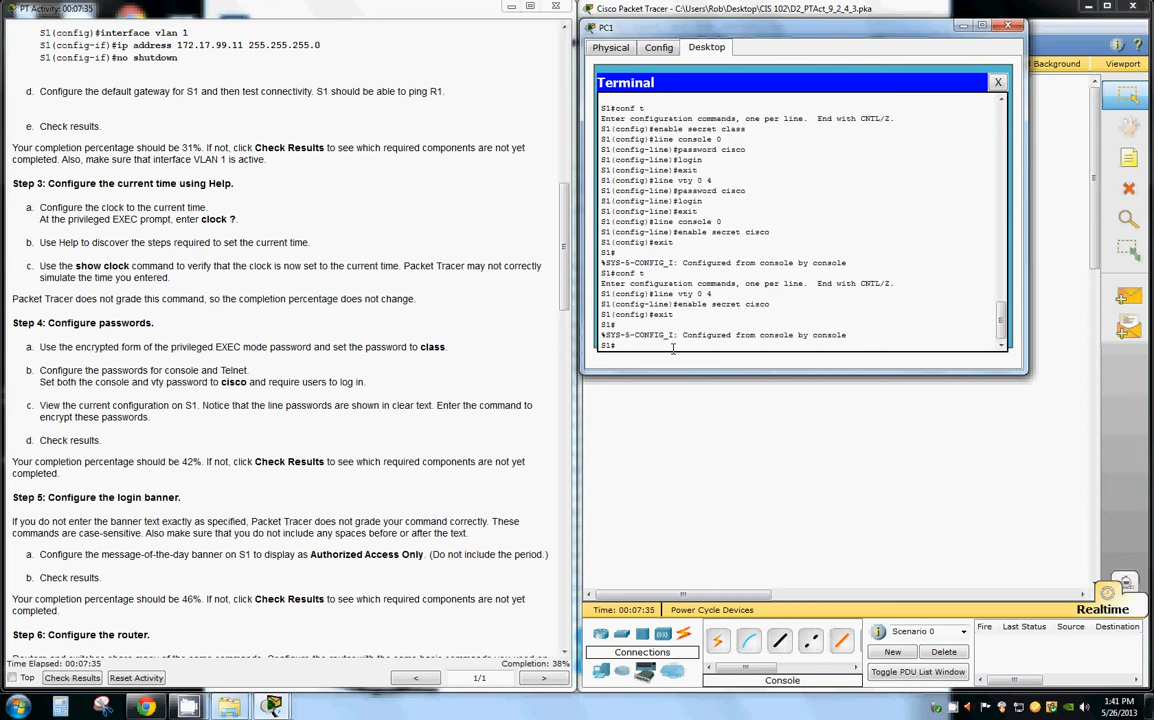 PT Activity: 00:07:35
S1(config)#interface vlan 1
S1(config-if)#ip address 172.17.99.11 255.255.255.0
S1(config-if)#no shutdown
d. Configure the default gateway for S1 and then test connectivity. S1 should be able to ping R1.
e. Check results.
Your completion percentage should be 31%. If not, click Check Results to see which required components are not yet
completed. Also, make sure that interface VLAN 1 is active.
Step 3: Configure the current time using Help.
a. Configure the clock to the current time.
At the privileged EXEC prompt, enter clock ?.
b. Use Help to discover the steps required to set the current time.
c. Use the show clock command to verify that the clock is now set to the current time. Packet Tracer may not correctly
simulate the time you entered.
Packet Tracer does not grade this command, so the completion percentage does not change.
Step 4: Configure passwords.
a. Use the encrypted form of the privileged EXEC mode password and set the password to class.
b. Configure the passwords for console and Telnet.
Set both the console and vty password to cisco and require users to log in.
c. View the current configuration on S1. Notice that the line passwords are shown in clear text. Enter the command to
encrypt these passwords.
d. Check results.
Your completion percentage should be 42%. If not, click Check Results to see which required components are not yet
completed.
Step 5: Configure the login banner.
If you do not enter the banner text exactly as specified, Packet Tracer does not grade your command correctly. These
commands are case-sensitive. Also make sure that you do not include any spaces before or after the text.
a. Configure the message-of-the-day banner on S1 to display as Authorized Access Only. (Do not include the period.)
b. Check results.
Your completion percentage should be 46%. If not, click Check Results to see which required components are not yet
completed.
Step 6: Configure the router.
Time Elapsed: 00:07:35
Completion: 38%
Top
Check Results
Reset Activity
<
1/1
>
Cisco Packet Tracer - C:\Users\Rob\Desktop\CIS 102\D2_PTAct_9_2_4_3.pka
PC1
Physical
Config
Desktop
Background
Viewport
Terminal
X
S1#conf t
Enter configuration commands, one per line. End with CNTL/Z.
S1(config)#enable secret class
S1(config)#line console 0
S1(config-line)#password cisco
S1(config-line)#login
S1(config-line)#exit
S1(config)#line vty 0 4
S1(config-line)#password cisco
S1(config-line)#login
S1(config-line)#exit
S1(config)#line console 0
S1(config-line)#enable secret cisco
S1(config)#exit
S1#
%SYS-5-CONFIG_I: Configured from console by console
S1#conf t
Enter configuration commands, one per line. End with CNTL/Z.
S1(config)#line vty 0 4
S1(config-line)#enable secret cisco
S1(config)#exit
S1#
%SYS-5-CONFIG_I: Configured from console by console
S1#
Time: 00:07:35
Power Cycle Devices
Realtime
Connections
Console
Scenario 0
New
Delete
Toggle PDU List Window
Fire
Last Status
Source
Destination
1:41 PM
5/26/2013